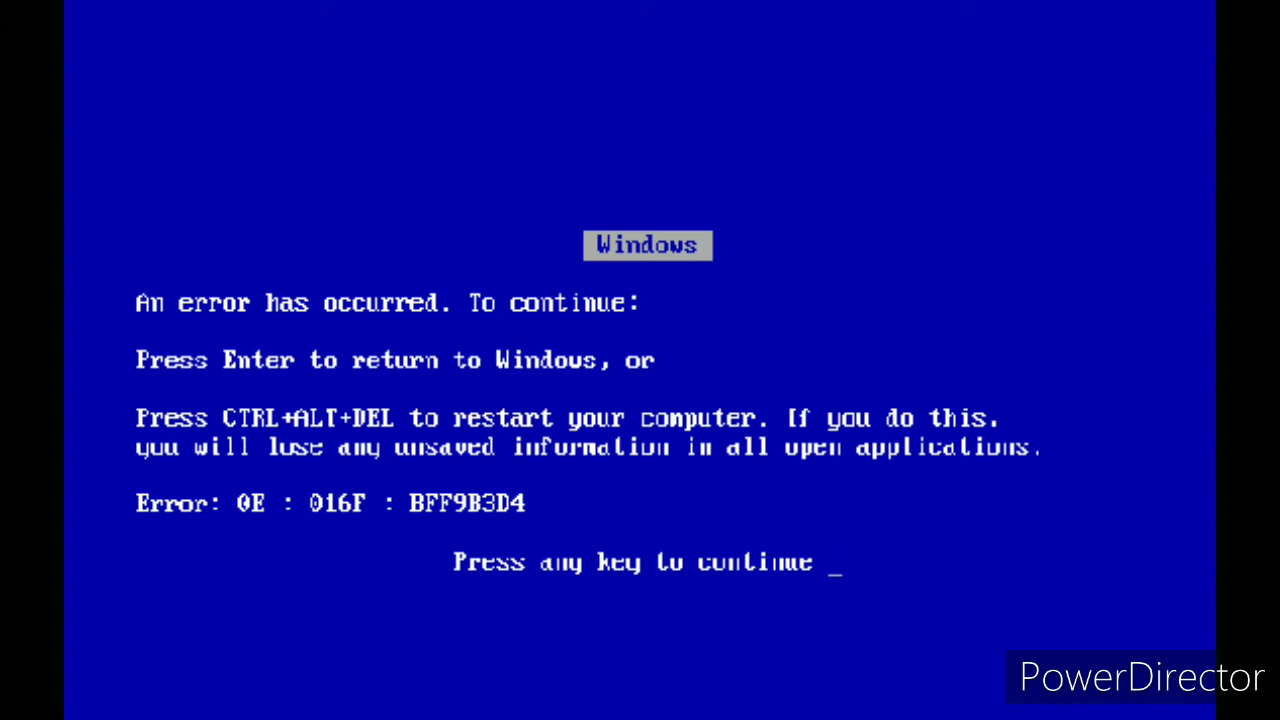 Windows
An error has occurred. To continue:
Press Enter to return to Windows, or
Press CTRL+ALT+DEL to restart your computer. If you do this.
you will lose any unsaved information in all open applications.
Error: 0E : 016F : BFF9B3D4
Press any key to continue _
PowerDirector